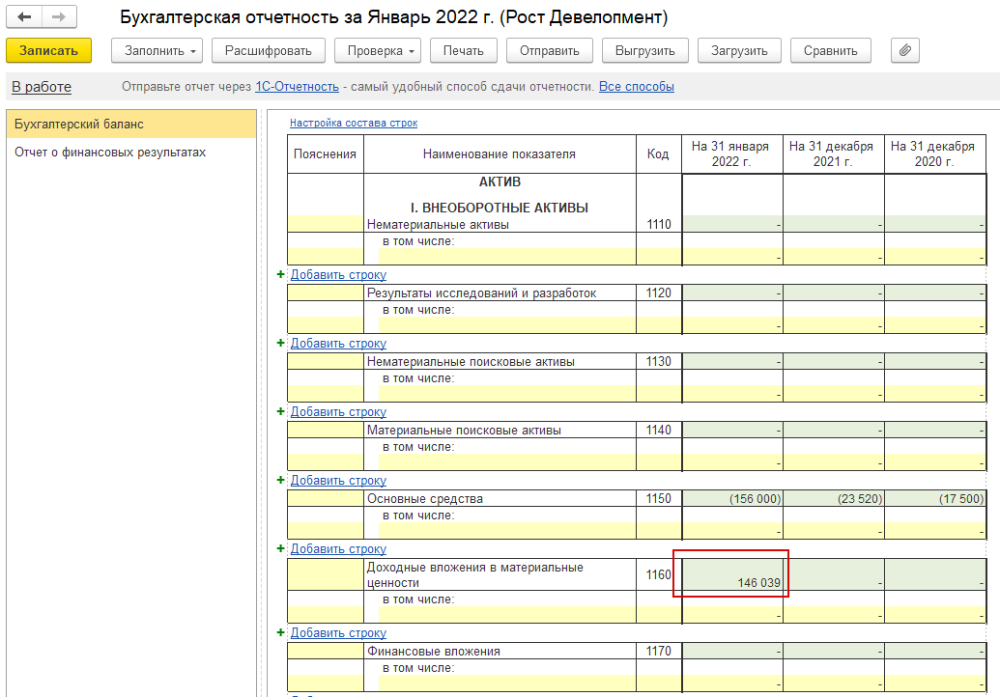 Бухгалтерская отчетность за Январь 2022 г. (Рост Девелопмент)
Записать Заполнить Расшифровать Проверка Печать Отправить Выгрузить Загрузить Сравнить
В работе Отправьте отчет через 1С-Отчетность - самый удобный способ сдачи отчетности. Все способы
Бухгалтерский баланс
Отчет о финансовых результатах
Настройка состава строк
Пояснения Наименование показателя Код На 31 января 2022 г. На 31 декабря 2021 г. На 31 декабря 2020 г.
АКТИВ
I. ВНЕОБОРОТНЫЕ АКТИВЫ
Нематериальные активы 1110 - - -
в том числе:
- - -
+ Добавить строку
Результаты исследований и разработок 1120 - - -
в том числе:
- - -
+ Добавить строку
Нематериальные поисковые активы 1130 - - -
в том числе:
- - -
+ Добавить строку
Материальные поисковые активы 1140 - - -
в том числе:
- - -
+ Добавить строку
Основные средства 1150 (156 000) (23 520) (17 500)
в том числе:
- - -
+ Добавить строку
Доходные вложения в материальные
ценности 1160 146 039 - -
в том числе:
- - -
+ Добавить строку
Финансовые вложения 1170 - - -
в том числе:
- - -